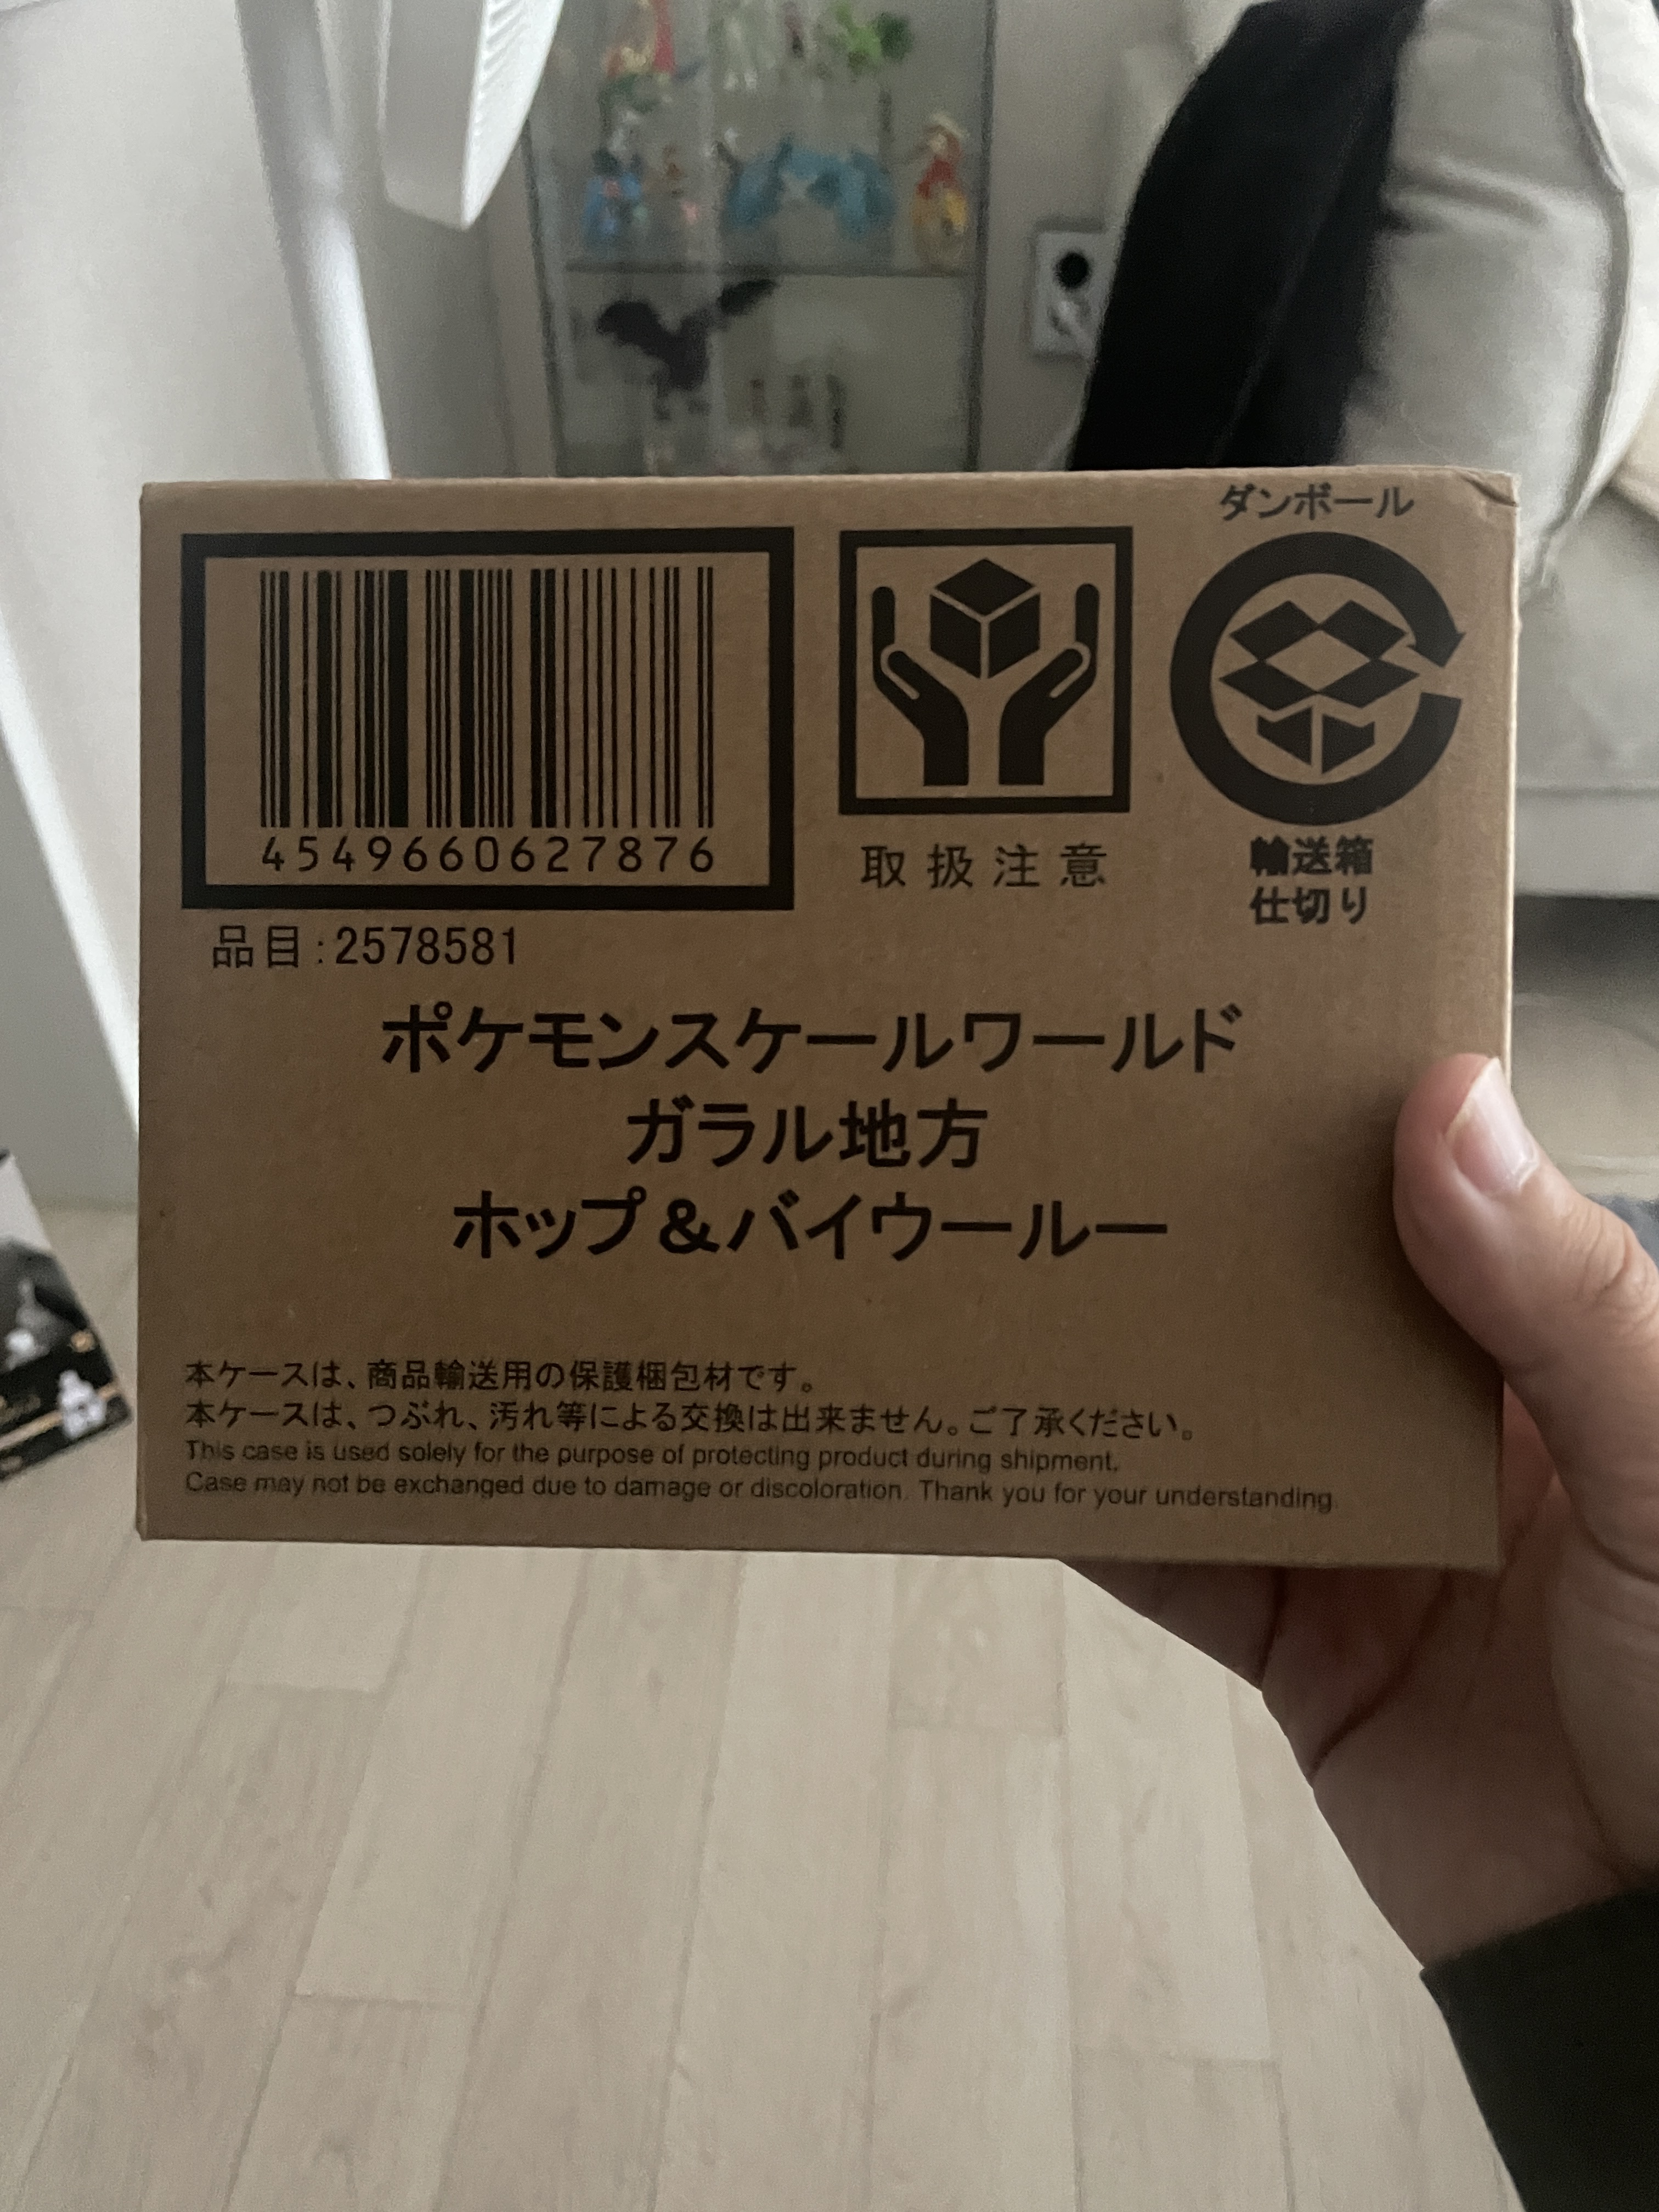 ダンボール
4549660627876
取扱注意
輸送箱
仕切り
品目:2578581
ポケモンスケールワールド
ガラル地方
ホップ&バイウールー
本ケースは、商品輸送用の保護梱包材です。
本ケースは、つぶれ、汚れ等による交換は出来ません。ご了承ください。
This case is used solely for the purpose of protecting product during shipment.
Case may not be exchanged due to damage or discoloration. Thank you for your understanding.